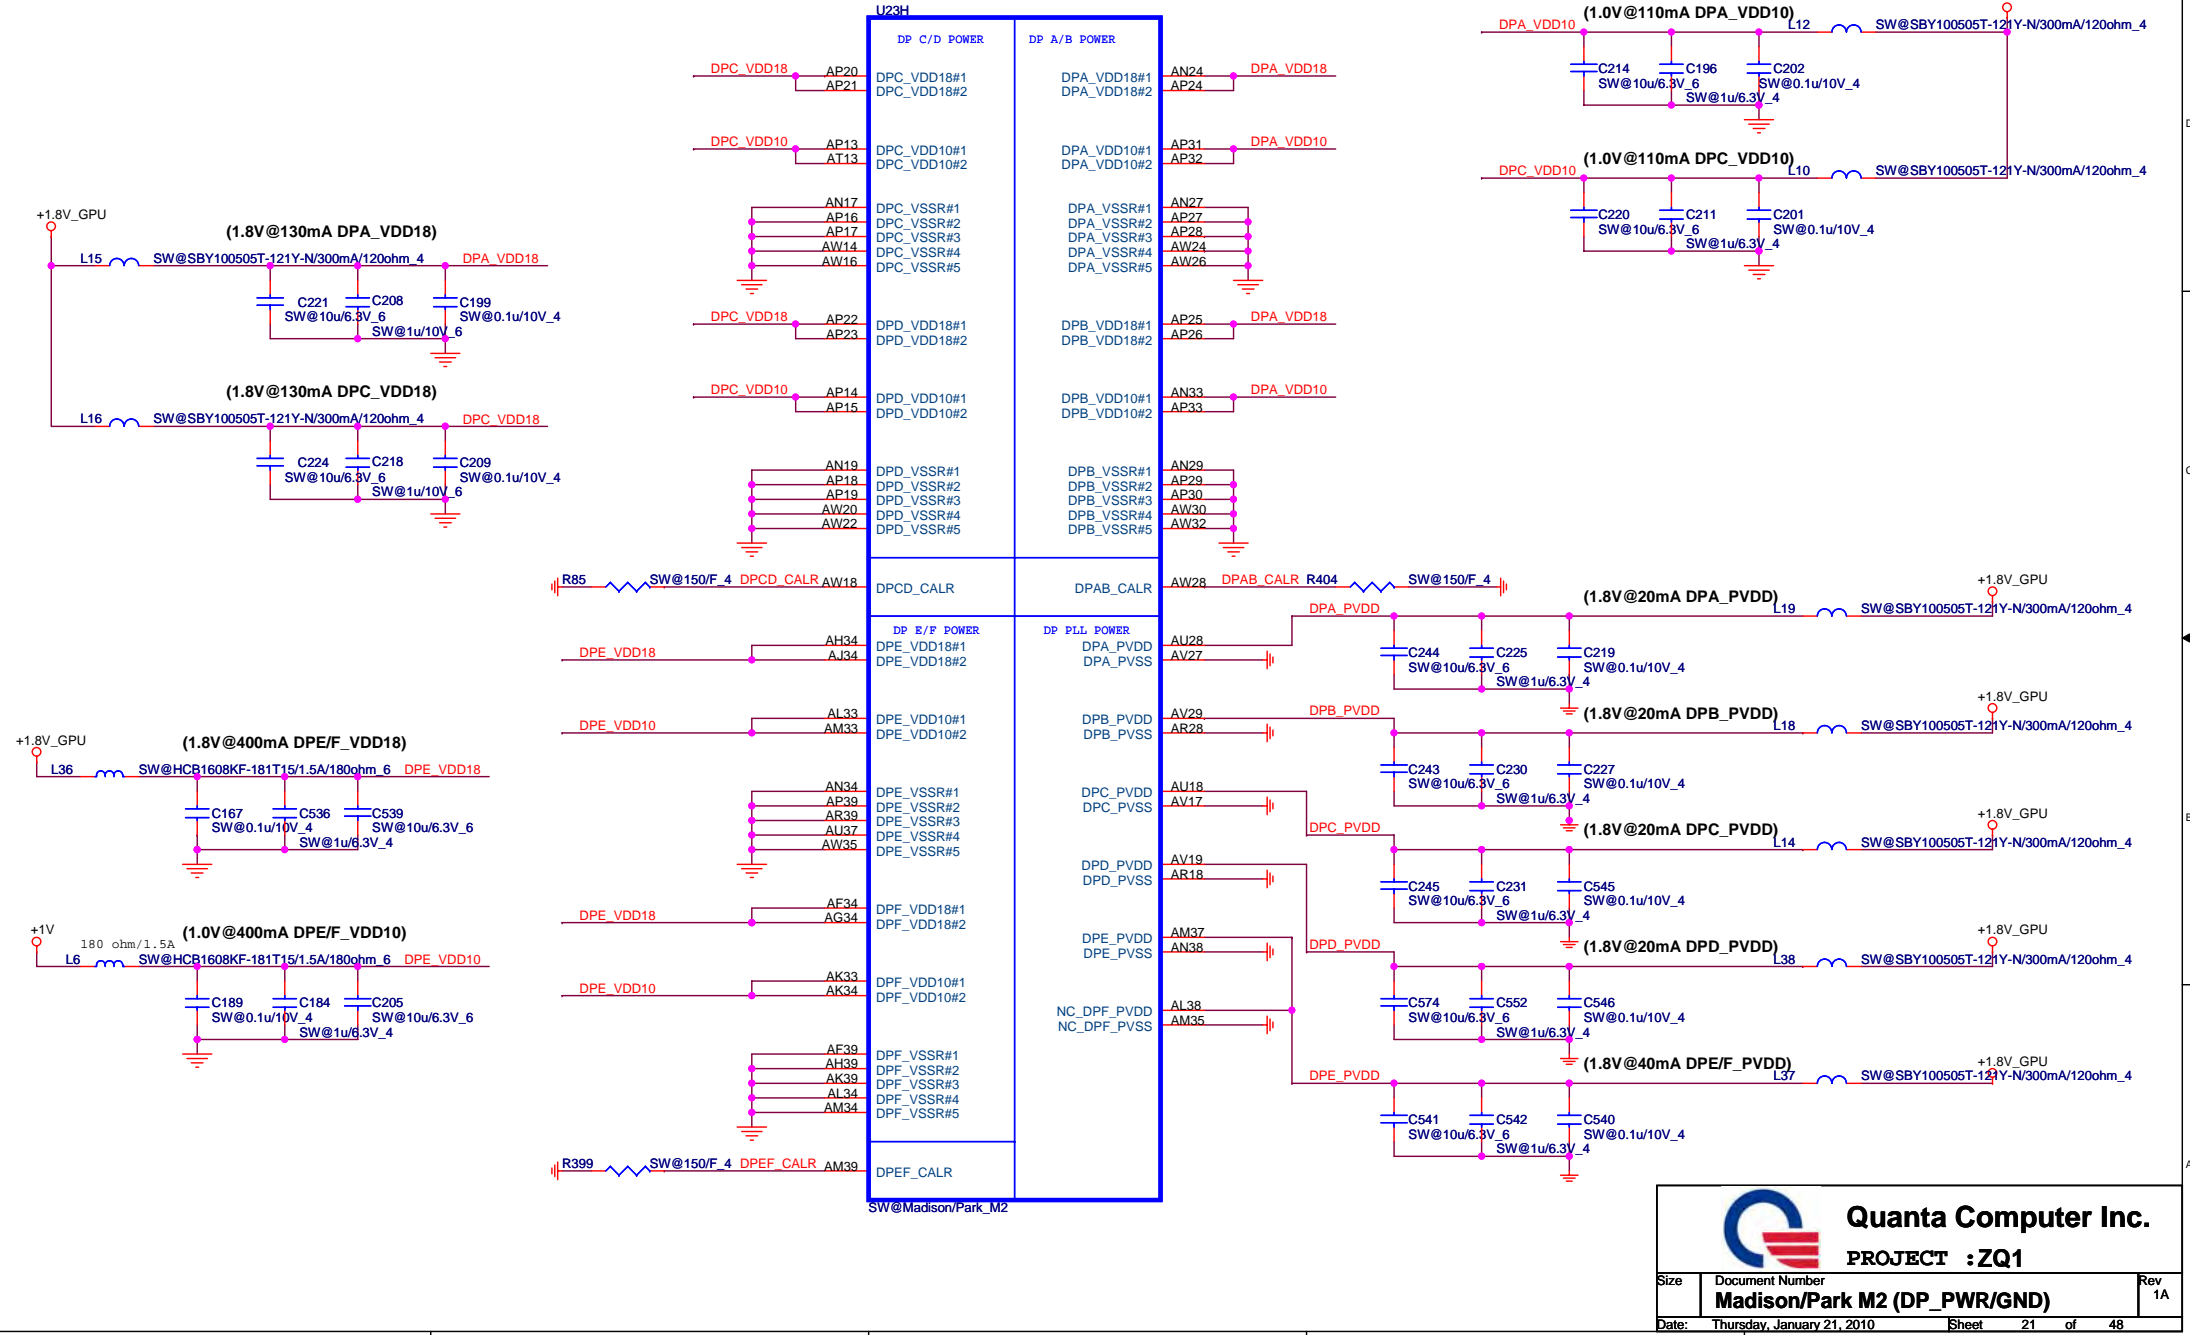 U23H
DP C/D POWER
DP A/B POWER
DPC_VDD18 AP20 DPC_VDD18#1
AP21 DPC_VDD18#2
DPA_VDD18#1 AN24 DPA_VDD18
DPA_VDD18#2 AP24
DPC_VDD10 AP13 DPC_VDD10#1
AT13 DPC_VDD10#2
DPA_VDD10#1 AP31 DPA_VDD10
DPA_VDD10#2 AP32
AN17 DPC_VSSR#1
AP16 DPC_VSSR#2
AP17 DPC_VSSR#3
AW14 DPC_VSSR#4
AW16 DPC_VSSR#5
DPA_VSSR#1 AN27
DPA_VSSR#2 AP27
DPA_VSSR#3 AP28
DPA_VSSR#4 AW24
DPA_VSSR#5 AW26
DPC_VDD18 AP22 DPD_VDD18#1
AP23 DPD_VDD18#2
DPB_VDD18#1 AP25 DPA_VDD18
DPB_VDD18#2 AP26
DPC_VDD10 AP14 DPD_VDD10#1
AP15 DPD_VDD10#2
DPB_VDD10#1 AN33 DPA_VDD10
DPB_VDD10#2 AP33
AN19 DPD_VSSR#1
AP18 DPD_VSSR#2
AP19 DPD_VSSR#3
AW20 DPD_VSSR#4
AW22 DPD_VSSR#5
DPB_VSSR#1 AN29
DPB_VSSR#2 AP29
DPB_VSSR#3 AP30
DPB_VSSR#4 AW30
DPB_VSSR#5 AW32
R85 SW@150/F_4 DPCD_CALR AW18 DPCD_CALR
DPAB_CALR AW28 DPAB_CALR R404 SW@150/F_4
DP E/F POWER
DP PLL POWER
AH34 DPE_VDD18#1
DPE_VDD18 AJ34 DPE_VDD18#2
DPA_PVDD AU28 DPA_PVDD
DPA_PVSS AV27
AL33 DPE_VDD10#1
DPE_VDD10 AM33 DPE_VDD10#2
DPB_PVDD AV29 DPB_PVDD
DPB_PVSS AR28
AN34 DPE_VSSR#1
AP39 DPE_VSSR#2
AR39 DPE_VSSR#3
AU37 DPE_VSSR#4
AW35 DPE_VSSR#5
DPC_PVDD AU18 DPC_PVDD
DPC_PVSS AV17
DPD_PVDD AV19 DPD_PVDD
DPD_PVSS AR18
AF34 DPF_VDD18#1
DPE_VDD18 AG34 DPF_VDD18#2
DPE_PVDD AM37 DPE_PVDD
DPE_PVSS AN38
AK33 DPF_VDD10#1
DPE_VDD10 AK34 DPF_VDD10#2
NC_DPF_PVDD AL38
NC_DPF_PVSS AM35
AF39 DPF_VSSR#1
AH39 DPF_VSSR#2
AK39 DPF_VSSR#3
AL34 DPF_VSSR#4
AM34 DPF_VSSR#5
R399 SW@150/F_4 DPEF_CALR AM39 DPEF_CALR
SW@Madison/Park_M2
+1.8V_GPU
(1.8V@130mA DPA_VDD18)
L15 SW@SBY100505T-121Y-N/300mA/120ohm_4 DPA_VDD18
C221 C208 C199
SW@10u/6.3V_6 SW@0.1u/10V_4
SW@1u/10V_6
(1.8V@130mA DPC_VDD18)
L16 SW@SBY100505T-121Y-N/300mA/120ohm_4 DPC_VDD18
C224 C218 C209
SW@10u/6.3V_6 SW@0.1u/10V_4
SW@1u/10V_6
+1.8V_GPU (1.8V@400mA DPE/F_VDD18)
L36 SW@HCB1608KF-181T15/1.5A/180ohm_6 DPE_VDD18
C167 C536 C539
SW@0.1u/10V_4 SW@10u/6.3V_6
SW@1u/6.3V_4
+1V (1.0V@400mA DPE/F_VDD10)
180 ohm/1.5A
L6 SW@HCB1608KF-181T15/1.5A/180ohm_6 DPE_VDD10
C189 C184 C205
SW@0.1u/10V_4 SW@10u/6.3V_6
SW@1u/6.3V_4
(1.0V@110mA DPA_VDD10)
DPA_VDD10 L12 SW@SBY100505T-121Y-N/300mA/120ohm_4
C214 C196 C202
SW@10u/6.3V_6 SW@0.1u/10V_4
SW@1u/6.3V_4
(1.0V@110mA DPC_VDD10)
DPC_VDD10 L10 SW@SBY100505T-121Y-N/300mA/120ohm_4
C220 C211 C201
SW@10u/6.3V_6 SW@0.1u/10V_4
SW@1u/6.3V_4
+1.8V_GPU
(1.8V@20mA DPA_PVDD)
L19 SW@SBY100505T-121Y-N/300mA/120ohm_4
C244 C225 C219
SW@10u/6.3V_6 SW@0.1u/10V_4
SW@1u/6.3V_4
+1.8V_GPU
(1.8V@20mA DPB_PVDD)
L18 SW@SBY100505T-121Y-N/300mA/120ohm_4
C243 C230 C227
SW@10u/6.3V_6 SW@0.1u/10V_4
SW@1u/6.3V_4
+1.8V_GPU
(1.8V@20mA DPC_PVDD)
L14 SW@SBY100505T-121Y-N/300mA/120ohm_4
C245 C231 C545
SW@10u/6.3V_6 SW@0.1u/10V_4
SW@1u/6.3V_4
+1.8V_GPU
(1.8V@20mA DPD_PVDD)
L38 SW@SBY100505T-121Y-N/300mA/120ohm_4
C574 C552 C546
SW@10u/6.3V_6 SW@0.1u/10V_4
SW@1u/6.3V_4
+1.8V_GPU
(1.8V@40mA DPE/F_PVDD)
L37 SW@SBY100505T-121Y-N/300mA/120ohm_4
C541 C542 C540
SW@10u/6.3V_6 SW@0.1u/10V_4
SW@1u/6.3V_4
Quanta Computer Inc.
PROJECT : ZQ1
Size Document Number Rev
Madison/Park M2 (DP_PWR/GND) 1A
Date: Thursday, January 21, 2010 Sheet 21 of 48